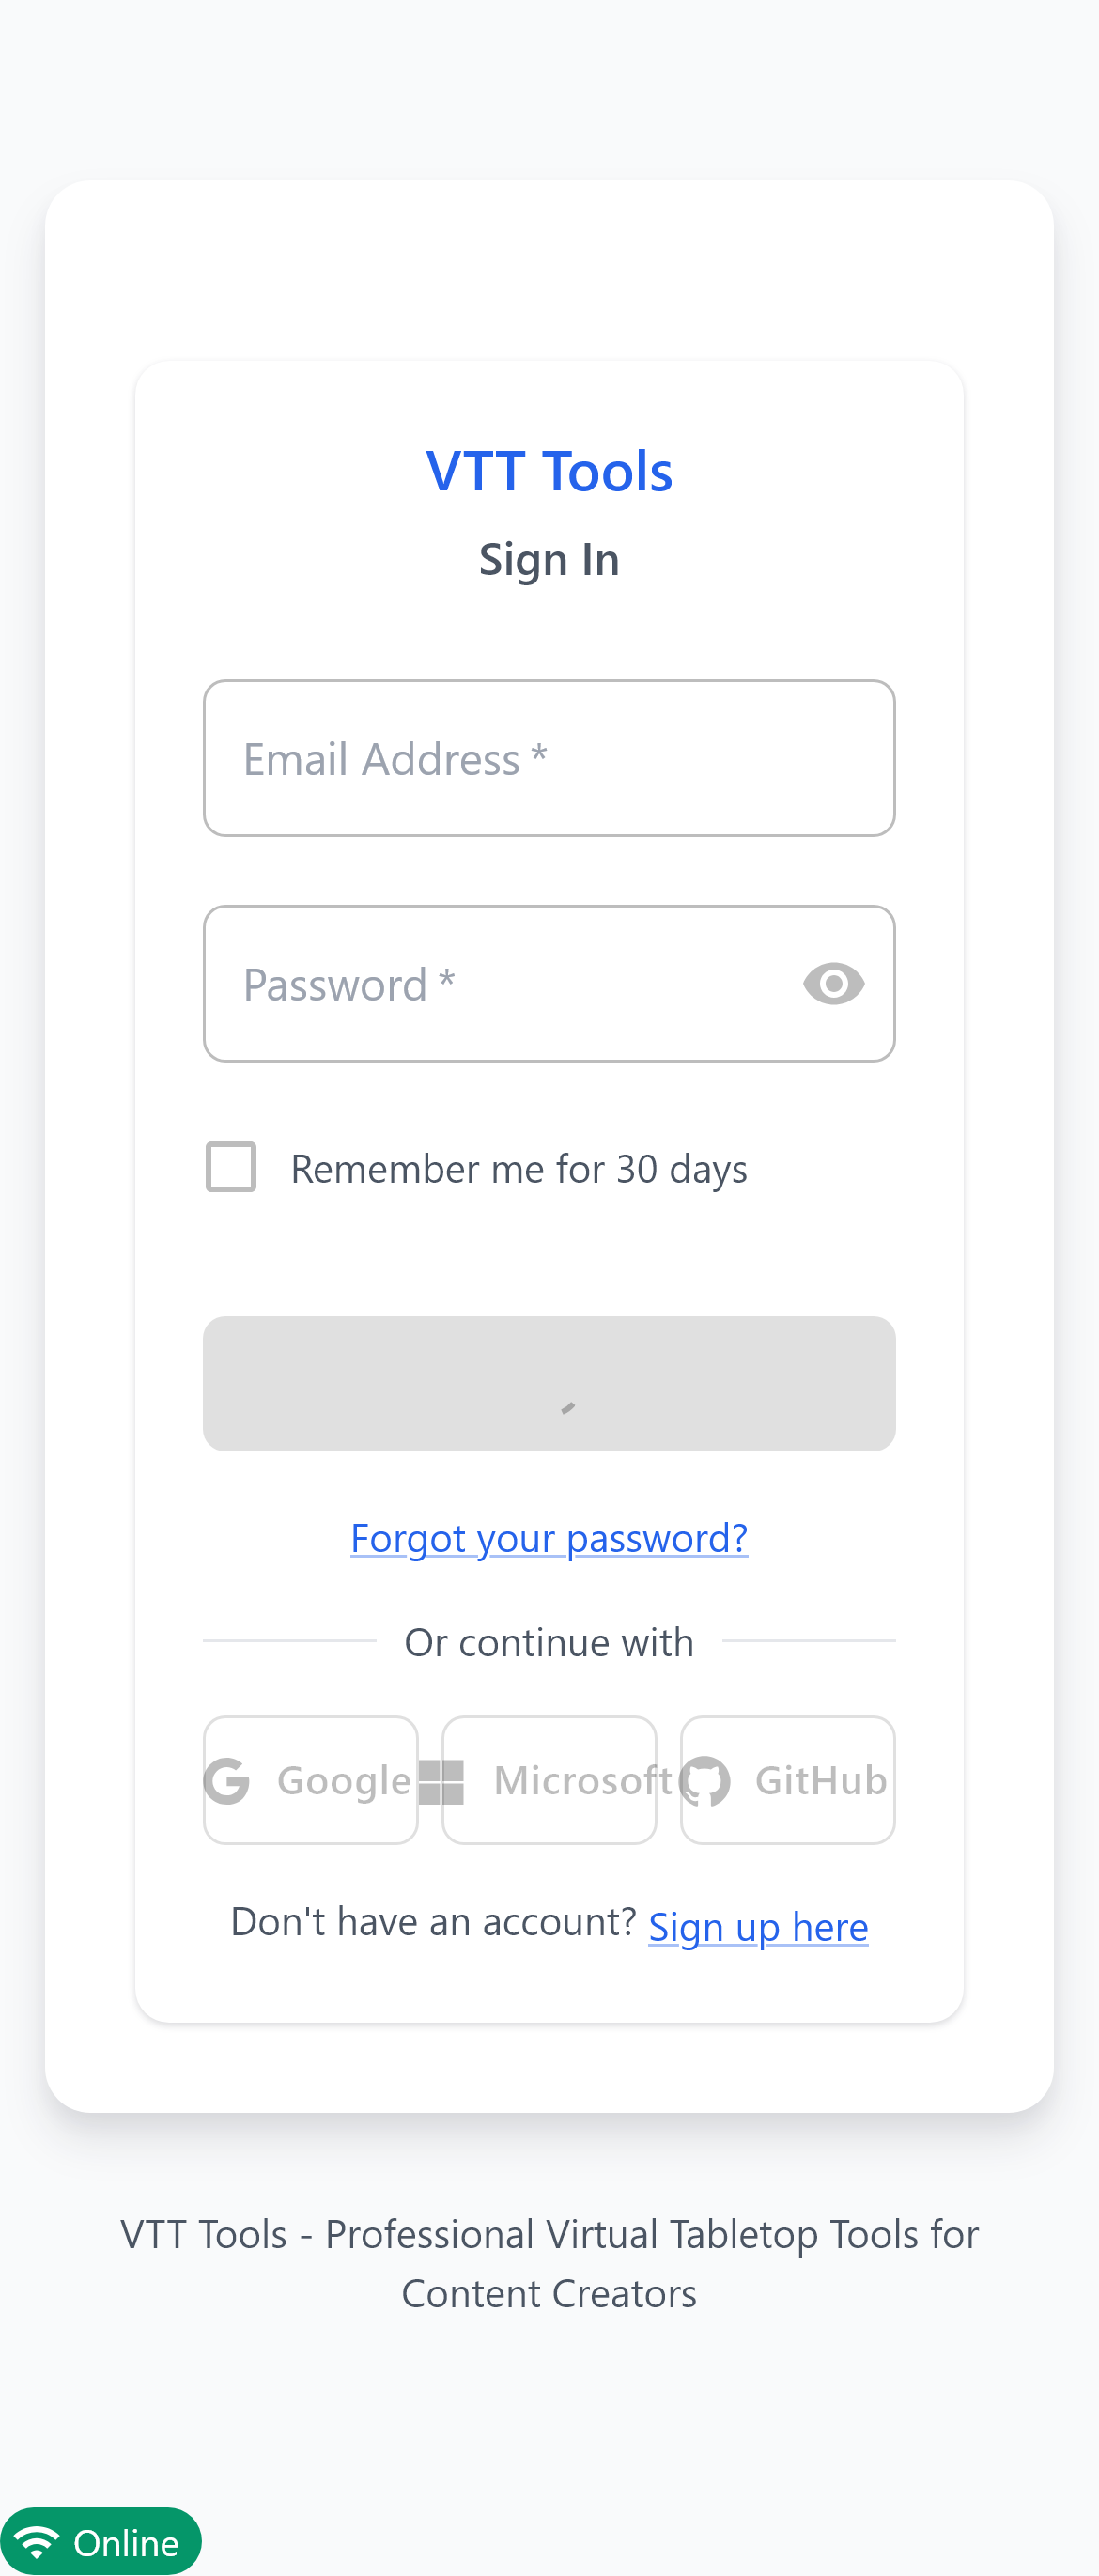 VTT Tools
Sign In
Email Address *
Password *
Remember me for 30 days
Forgot your password?
Or continue with
Google Microsoft GitHub
Don't have an account? Sign up here
VTT Tools - Professional Virtual Tabletop Tools for
Content Creators
Online